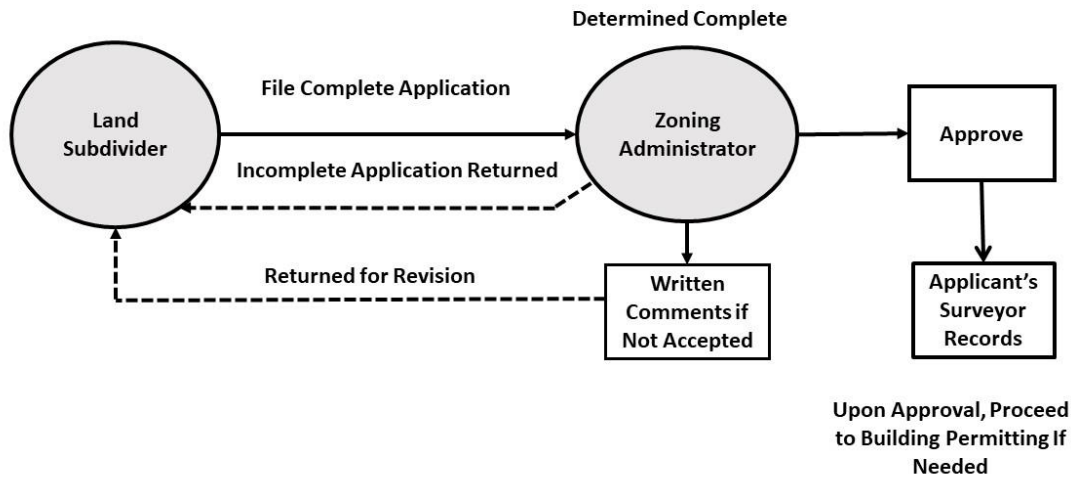 Determined Complete
File Complete Application
Land
Subdivider
Zoning
Administrator
Approve
Incomplete Application Returned
Returned for Revision
Written
Comments if
Not Accepted
Applicant’s
Surveyor
Records
Upon Approval, Proceed
to Building Permitting If
Needed